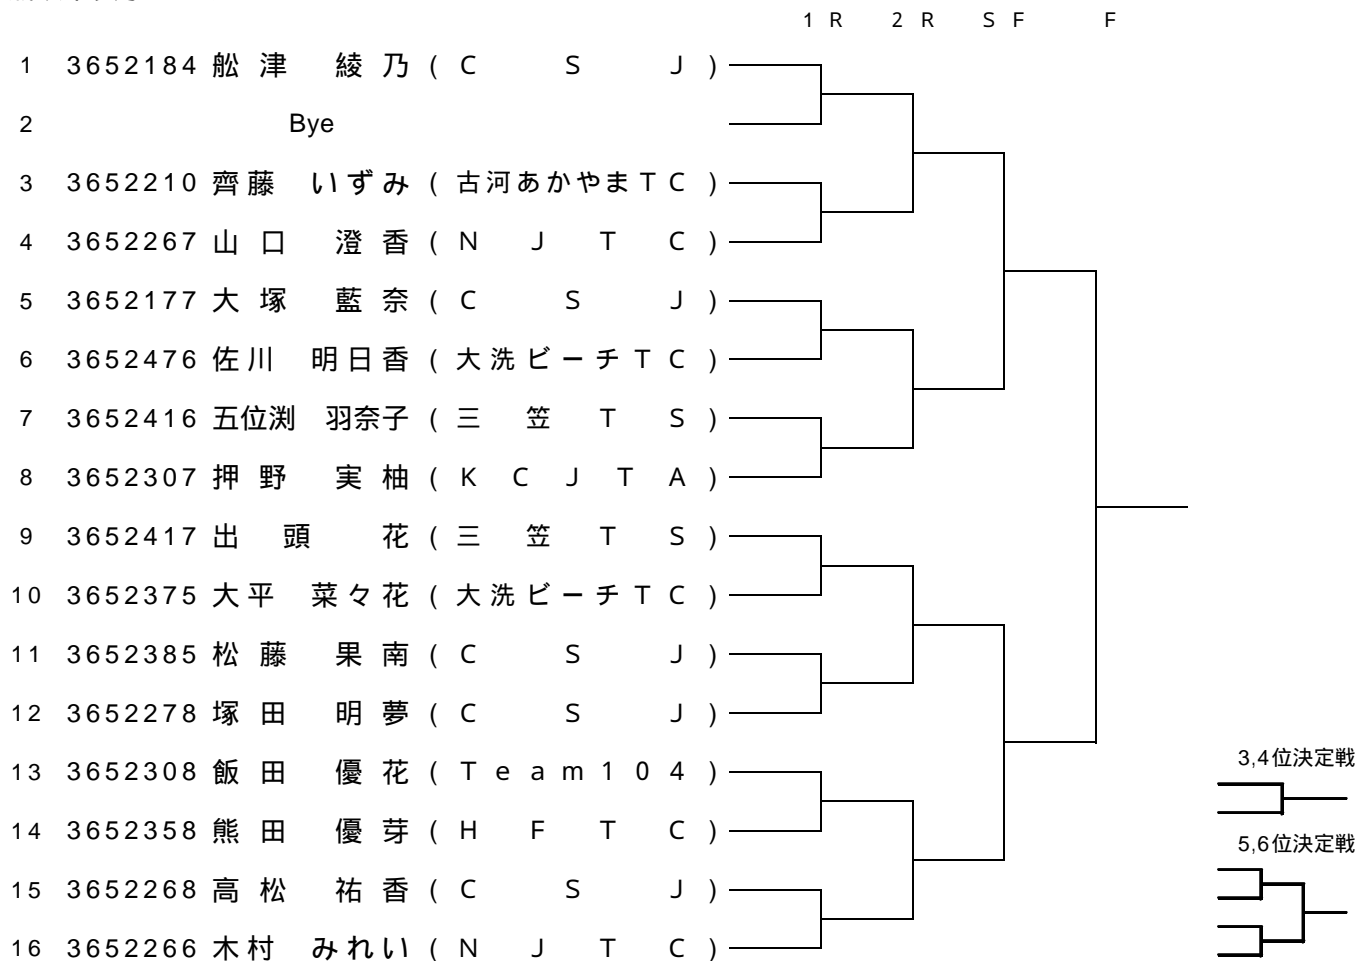 1R 2R SF F
1 3652184 舩津 綾乃 (CSJ)
2 Bye
3 3652210 齊藤 いずみ (古河あかやまTC)
4 3652267 山口 澄香 (NJTC)
5 3652177 大塚 藍奈 (CSJ)
6 3652476 佐川 明日香 (大洗ビーチTC)
7 3652416 五位渕 羽奈子 (三笠TS)
8 3652307 押野 実柚 (KCJTA)
9 3652417 出頭 花 (三笠TS)
10 3652375 大平 菜々花 (大洗ビーチTC)
11 3652385 松藤 果南 (CSJ)
12 3652278 塚田 明夢 (CSJ)
13 3652308 飯田 優花 (Team104)
14 3652358 熊田 優芽 (HFTC)
15 3652268 高松 祐香 (CSJ)
16 3652266 木村 みれい (NJTC)
3,4位決定戦
5,6位決定戦